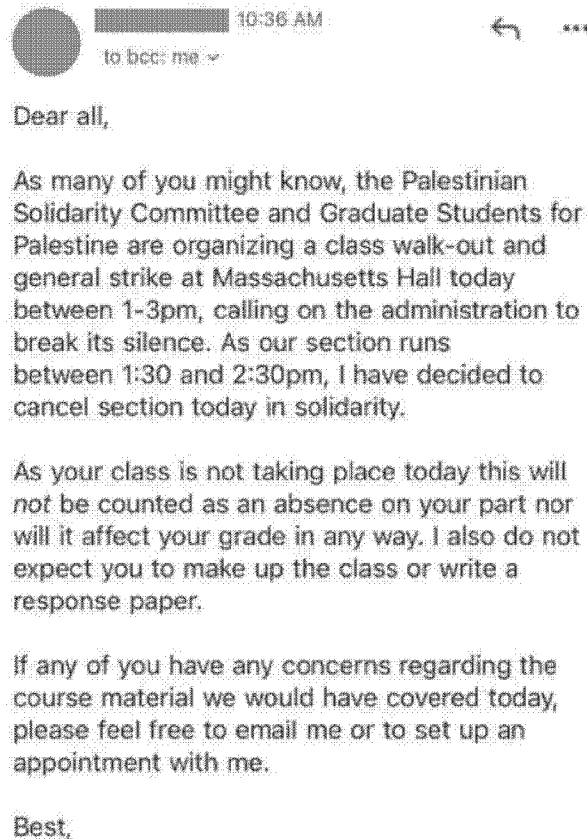 10:36 AM
to bcc: me
Dear all,
As many of you might know, the Palestinian
Solidarity Committee and Graduate Students for
Palestine are organizing a class walk-out and
general strike at Massachusetts Hall today
between 1-3pm, calling on the administration to
break its silence. As our section runs
between 1:30 and 2:30pm, I have decided to
cancel section today in solidarity.
As your class is not taking place today this will
not be counted as an absence on your part nor
will it affect your grade in any way. I also do not
expect you to make up the class or write a
response paper.
If any of you have any concerns regarding the
course material we would have covered today,
please feel free to email me or to set up an
appointment with me.
Best,